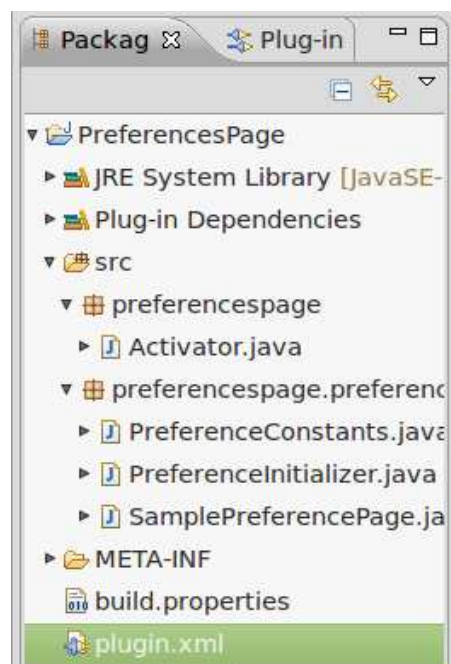 Packag Plug-in
PreferencesPage
JRE System Library [JavaSE-
Plug-in Dependencies
src
preferencespage
Activator.java
preferencespage.preferenc
PreferenceConstants.java
PreferenceInitializer.java
SamplePreferencePage.ja
META-INF
build.properties
plugin.xml